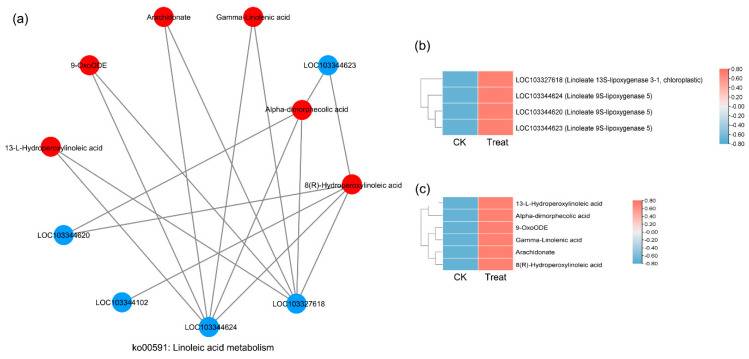 (a)
Arachidonate
Gamma-Linolenic acid
9-OxoODE
LOC103344623
Alpha-dimorphecolic acid
13-L-Hydroperoxylinoleic acid
8(R)-Hydroperoxylinoleic acid
LOC103344620
LOC103344102
LOC103327618
LOC103344624
ko00591: Linoleic acid metabolism
(b)
LOC103327618 (Linoleate 13S-lipoxygenase 3-1, chloroplastic)
LOC103344624 (Linoleate 9S-lipoxygenase 5)
LOC103344620 (Linoleate 9S-lipoxygenase 5)
LOC103344623 (Linoleate 9S-lipoxygenase 5)
CK Treat
0.80
0.60
0.40
0.20
0.00
-0.20
-0.40
-0.60
-0.80
(c)
13-L-Hydroperoxylinoleic acid
Alpha-dimorphecolic acid
9-OxoODE
Gamma-Linolenic acid
Arachidonate
8(R)-Hydroperoxylinoleic acid
CK Treat
0.80
0.60
0.40
0.20
0.00
-0.20
-0.40
-0.60
-0.80